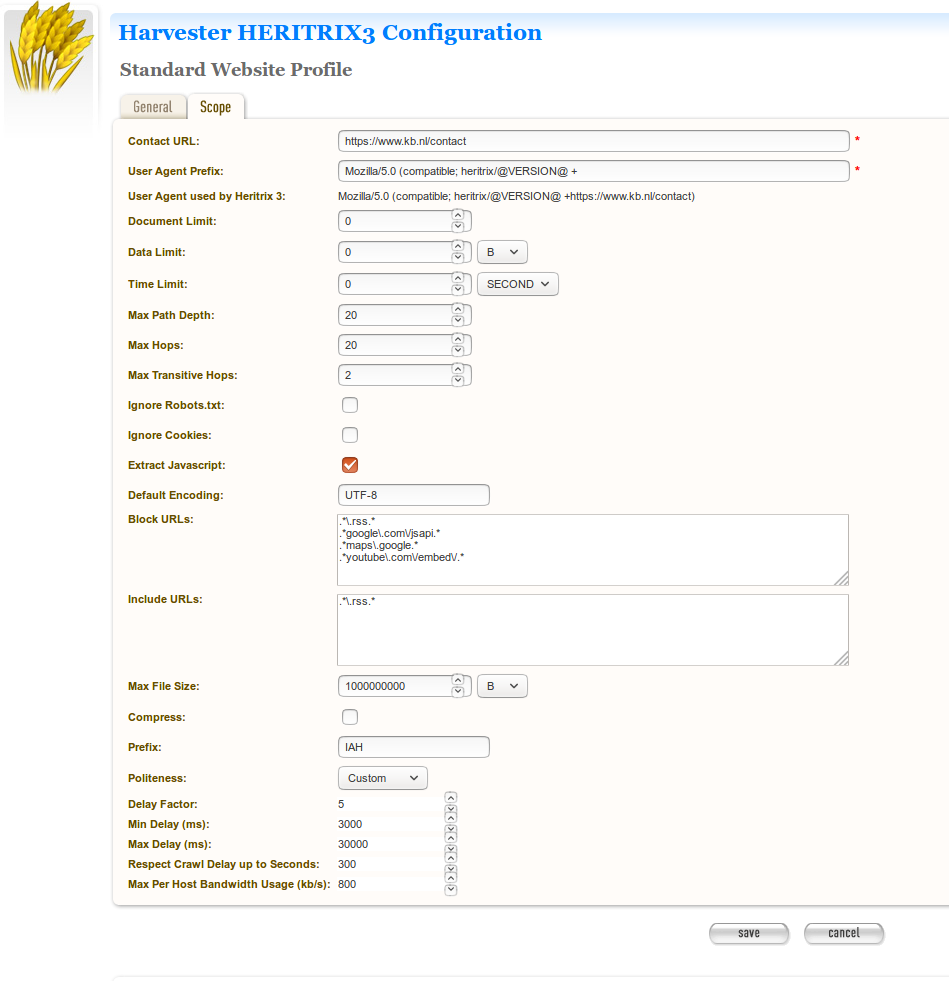 Harvester HERITRIX3 Configuration
Standard Website Profile
General Scope
Contact URL: https://www.kb.nl/contact *
User Agent Prefix: Mozilla/5.0 (compatible; heritrix/@VERSION@ + *
User Agent used by Heritrix 3: Mozilla/5.0 (compatible; heritrix/@VERSION@ +https://www.kb.nl/contact)
Document Limit: 0
Data Limit: 0 B
Time Limit: 0 SECOND
Max Path Depth: 20
Max Hops: 20
Max Transitive Hops: 2
Ignore Robots.txt:
Ignore Cookies:
Extract Javascript:
Default Encoding: UTF-8
Block URLs: .*\.rss.*
.*google\.com\/jsapi.*
.*maps\.google.*
.*youtube\.com\/embed\/.*
Include URLs: .*\.rss.*
Max File Size: 1000000000 B
Compress:
Prefix: IAH
Politeness: Custom
Delay Factor: 5
Min Delay (ms): 3000
Max Delay (ms): 30000
Respect Crawl Delay up to Seconds: 300
Max Per Host Bandwidth Usage (kb/s): 800
save cancel